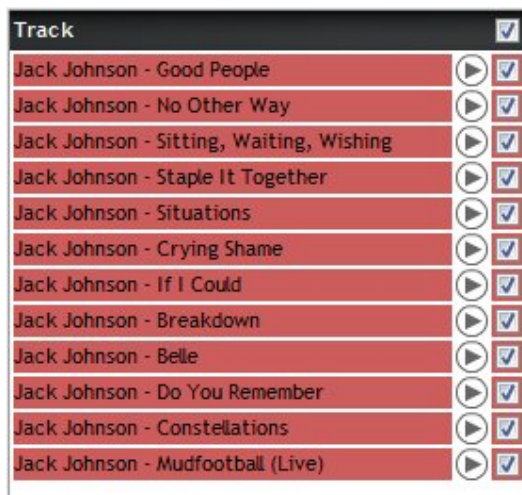 Track
Jack Johnson - Good People
Jack Johnson - No Other Way
Jack Johnson - Sitting, Waiting, Wishing
Jack Johnson - Staple It Together
Jack Johnson - Situations
Jack Johnson - Crying Shame
Jack Johnson - If I Could
Jack Johnson - Breakdown
Jack Johnson - Belle
Jack Johnson - Do You Remember
Jack Johnson - Constellations
Jack Johnson - Mudfootball (Live)